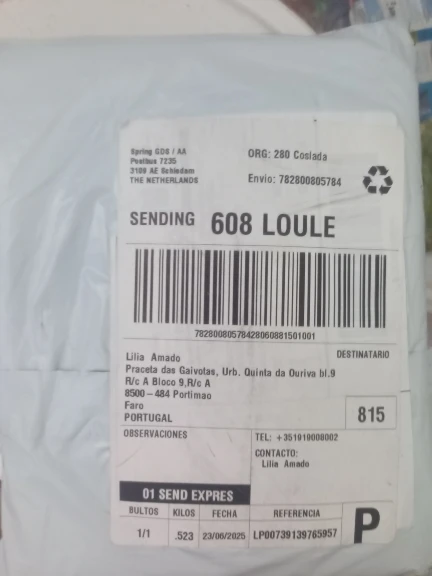 Spring GDS / AA
Postbus 7235
3109 AE Schiedam
THE NETHERLANDS
ORG: 280 Coslada
Envio: 782800805784
SENDING 608 LOULE
78280080578428060881501001
DESTINATARIO
Lilia Amado
Praceta das Gaivotas, Urb. Quinta da Ouriva bl.9
R/c A Bloco 9,R/c A
8500 - 484 Portimao
Faro
PORTUGAL
815
OBSERVACIONES
TEL: +351910008002
CONTACTO:
Lilia Amado
01 SEND EXPRES
BULTOS KILOS FECHA REFERENCIA
1/1 .523 23/06/2025 LP00739139765957
P